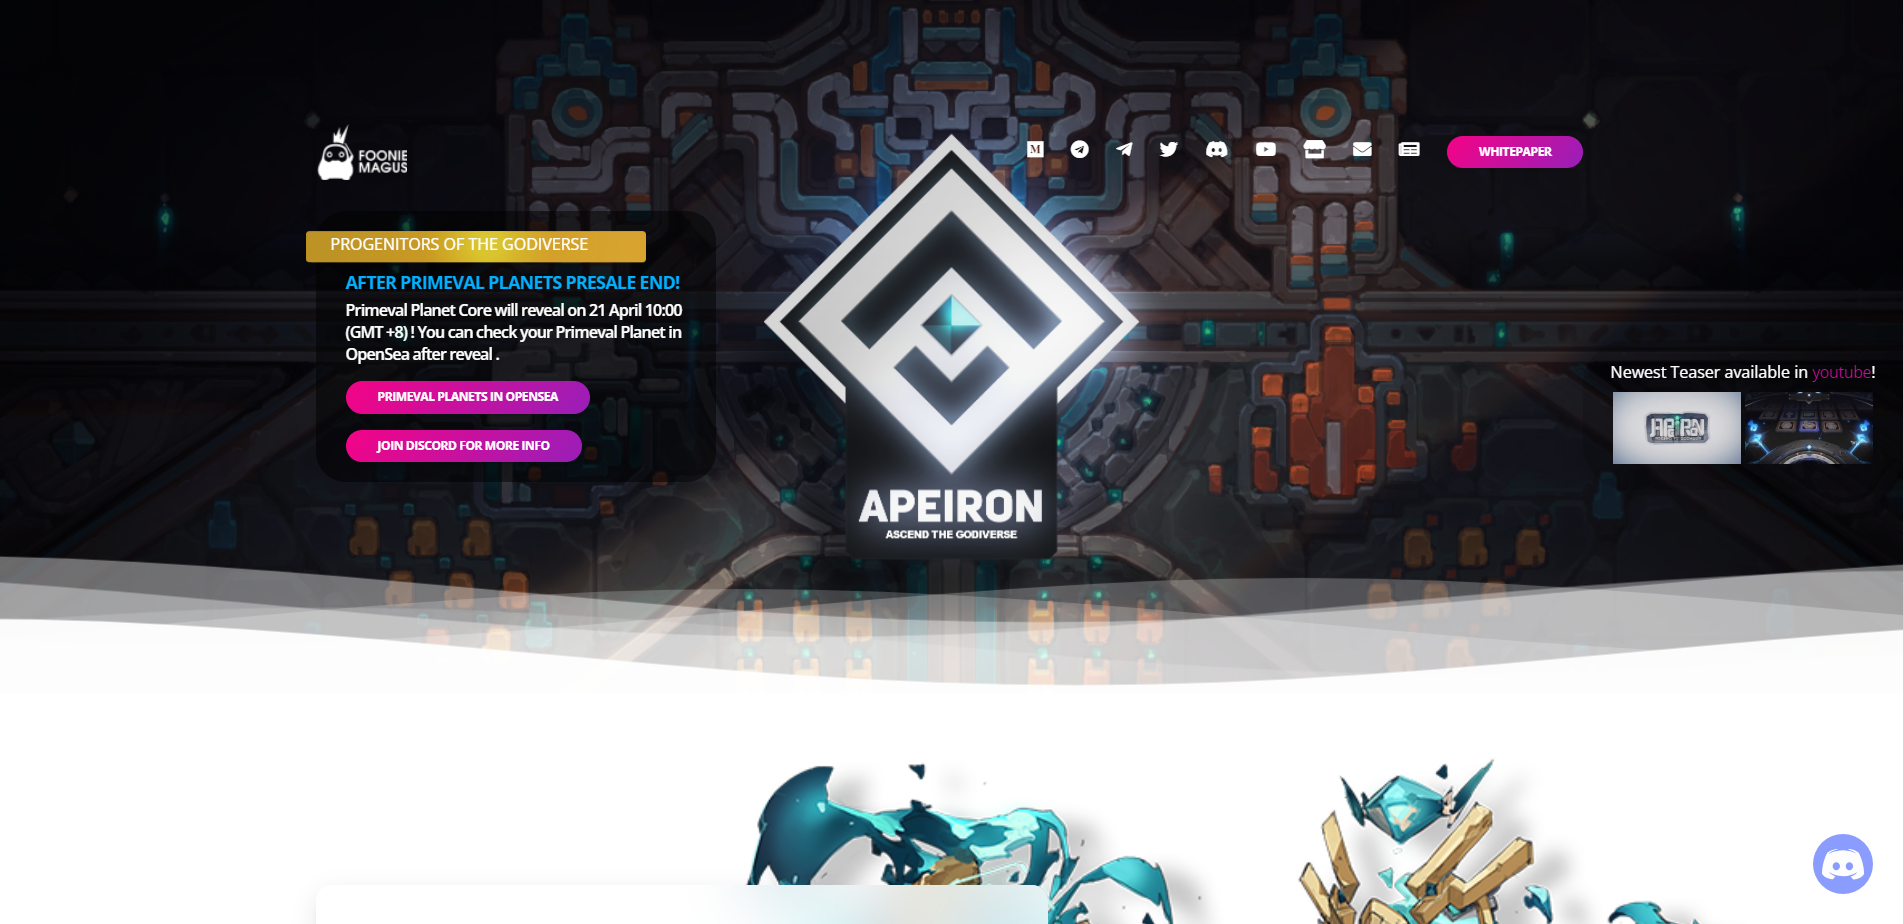 FOONIE
MAGUS
M
WHITEPAPER
PROGENITORS OF THE GODIVERSE
AFTER PRIMEVAL PLANETS PRESALE END!
Primeval Planet Core will reveal on 21 April 10:00
(GMT +8) ! You can check your Primeval Planet in
OpenSea after reveal .
PRIMEVAL PLANETS IN OPENSEA
JOIN DISCORD FOR MORE INFO
APEIRON
ASCEND THE GODIVERSE
Newest Teaser available in youtube!
APEIRON